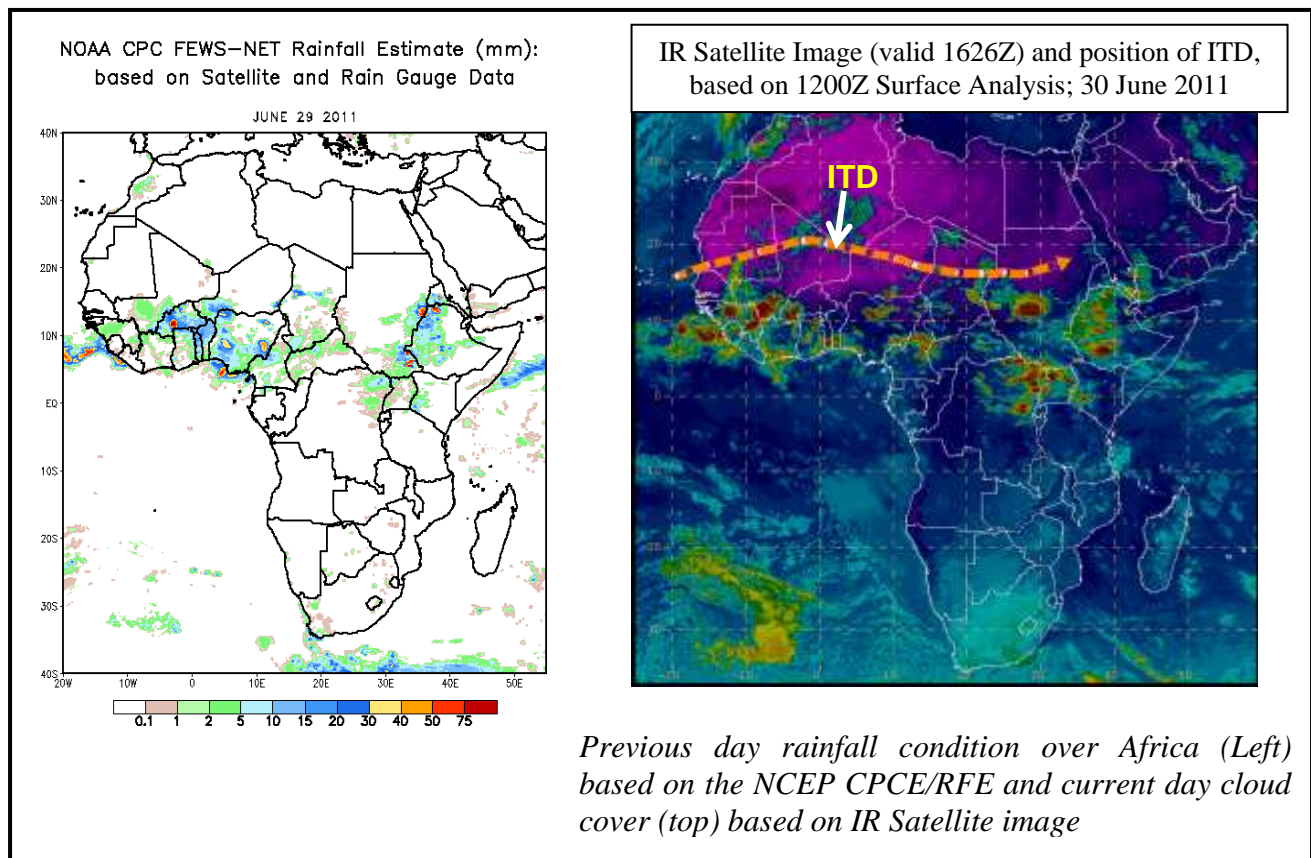 NOAA CPC FEWS-NET Rainfall Estimate (mm):
based on Satellite and Rain Gauge Data
JUNE 29 2011
40N
30N
20N
10N
EQ
10S
20S
30S
40S
20W 10W 0 10E 20E 30E 40E 50E
0.1 1 2 5 10 15 20 30 40 50 75
IR Satellite Image (valid 1626Z) and position of ITD,
based on 1200Z Surface Analysis; 30 June 2011
ITD
Previous day rainfall condition over Africa (Left)
based on the NCEP CPCE/RFE and current day cloud
cover (top) based on IR Satellite image